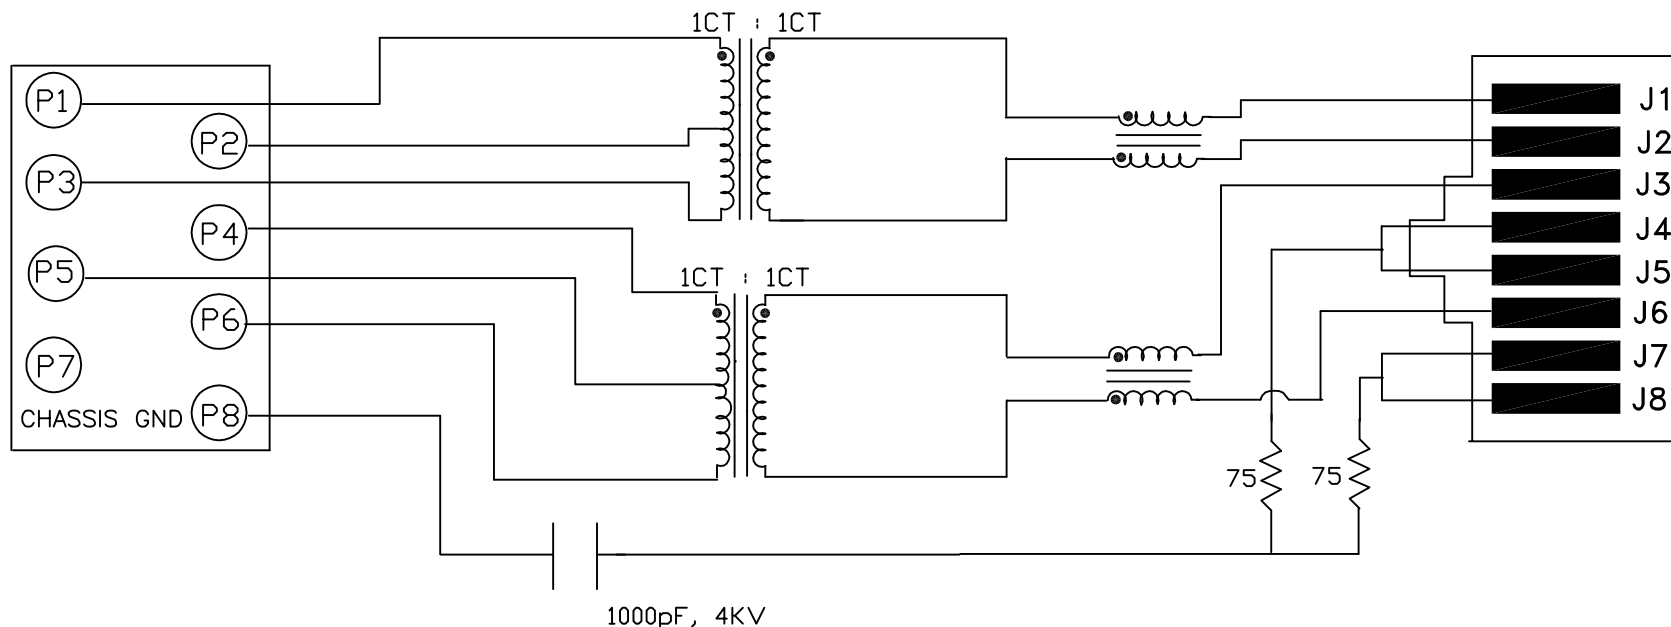 1CT : 1CT
P1
P2
P3
P4
P5
P6
P7
CHASSIS GND P8
1CT : 1CT
J1
J2
J3
J4
J5
J6
J7
J8
75
75
1000pF, 4KV